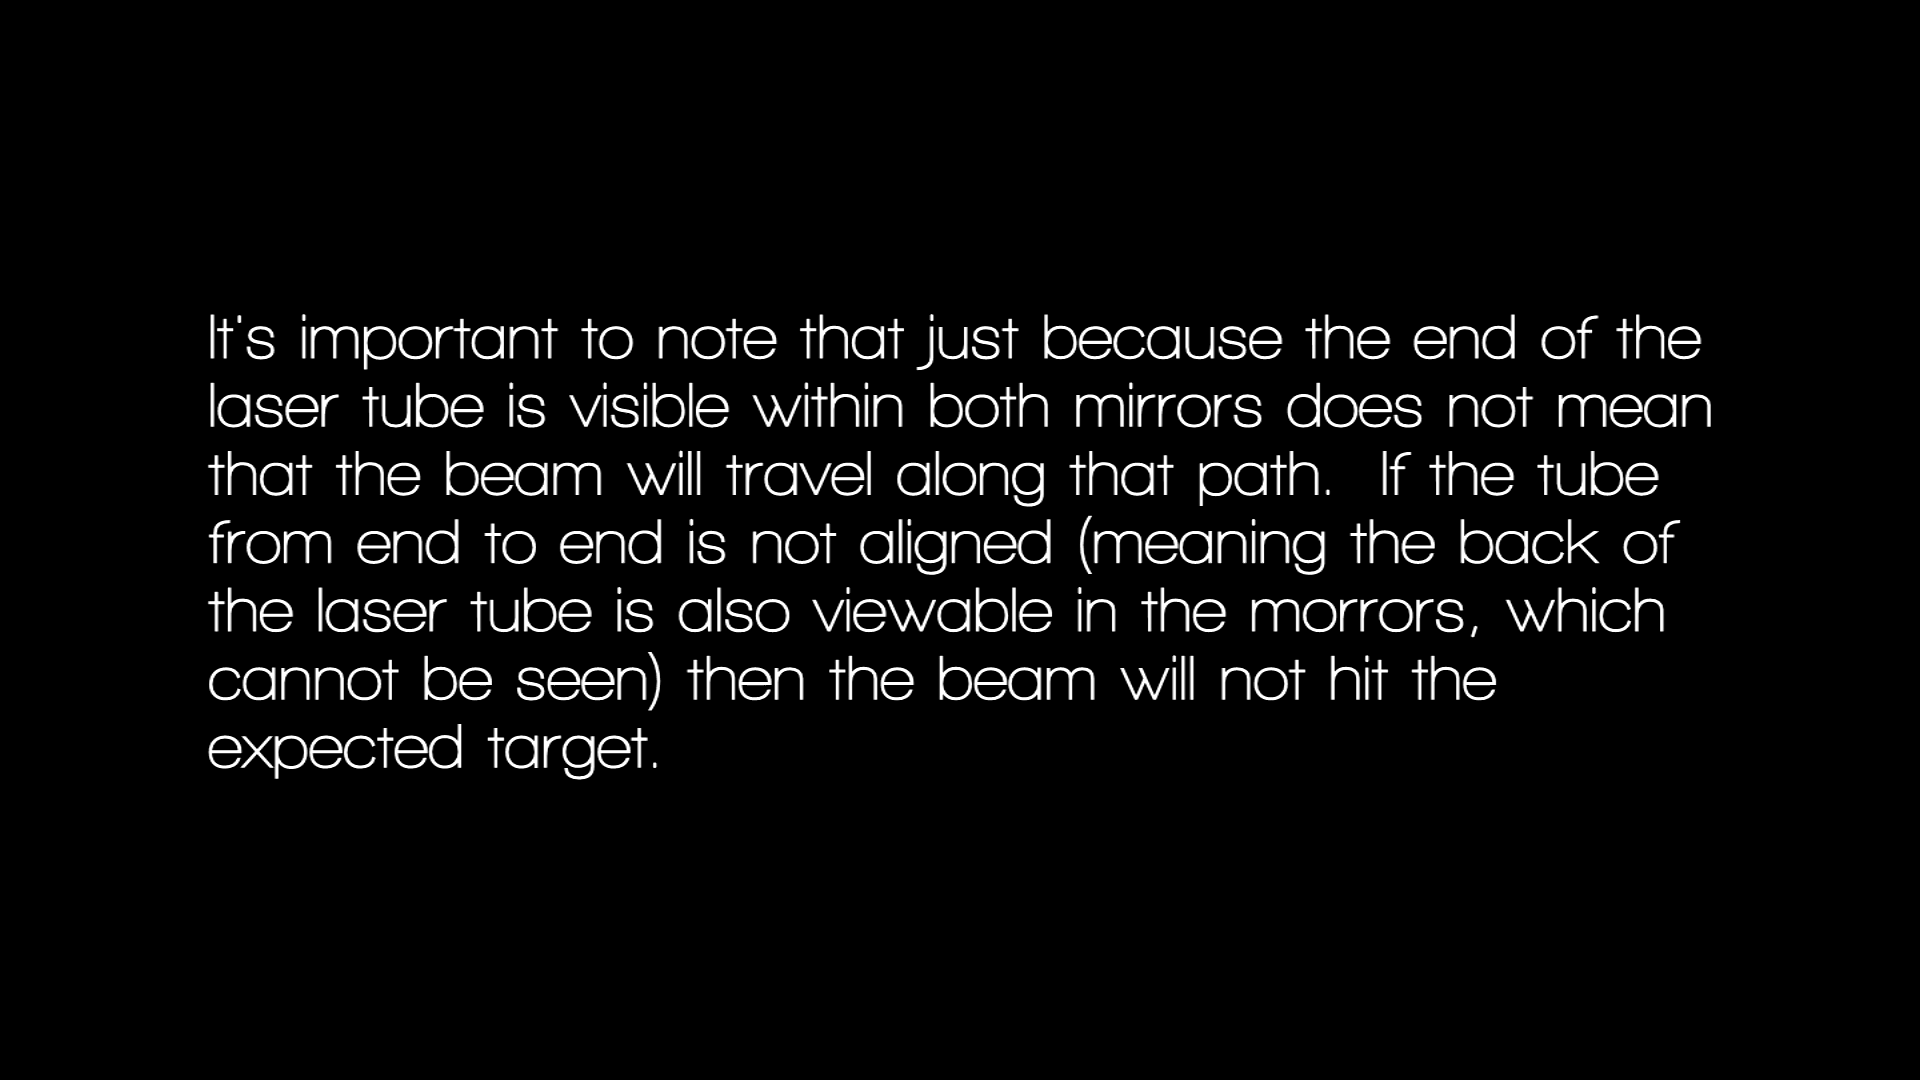 It's important to note that just because the end of the
laser tube is visible within both mirrors does not mean
that the beam will travel along that path.  If the tube
from end to end is not aligned (meaning the back of
the laser tube is also viewable in the morrors, which
cannot be seen) then the beam will not hit the
expected target.